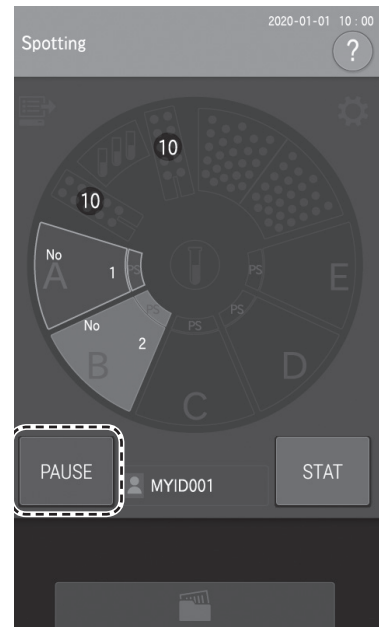 2020-01-01 10:00
Spotting
?
10
10
No
A
1
PS
PS
E
No
PS
PS
PS
B
2
D
C
PAUSE
STAT
MYID001